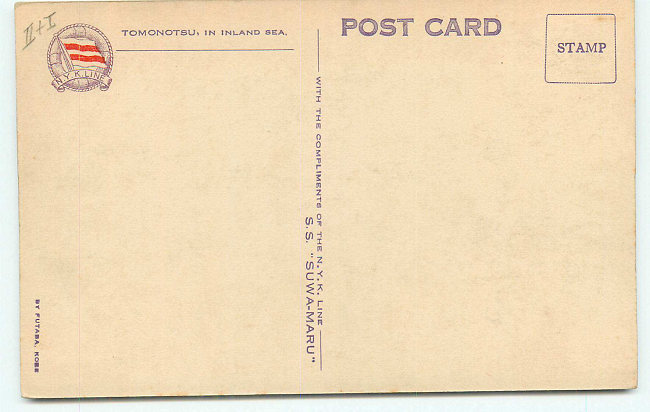 II+I
N.Y.K. LINE
TOMONOTSU; IN INLAND SEA,
POST CARD
STAMP
WITH THE COMPLIMENTS OF THE N.Y.K. LINE
S.S. "SUWA-MARU"
BY FUTABA, KOBE